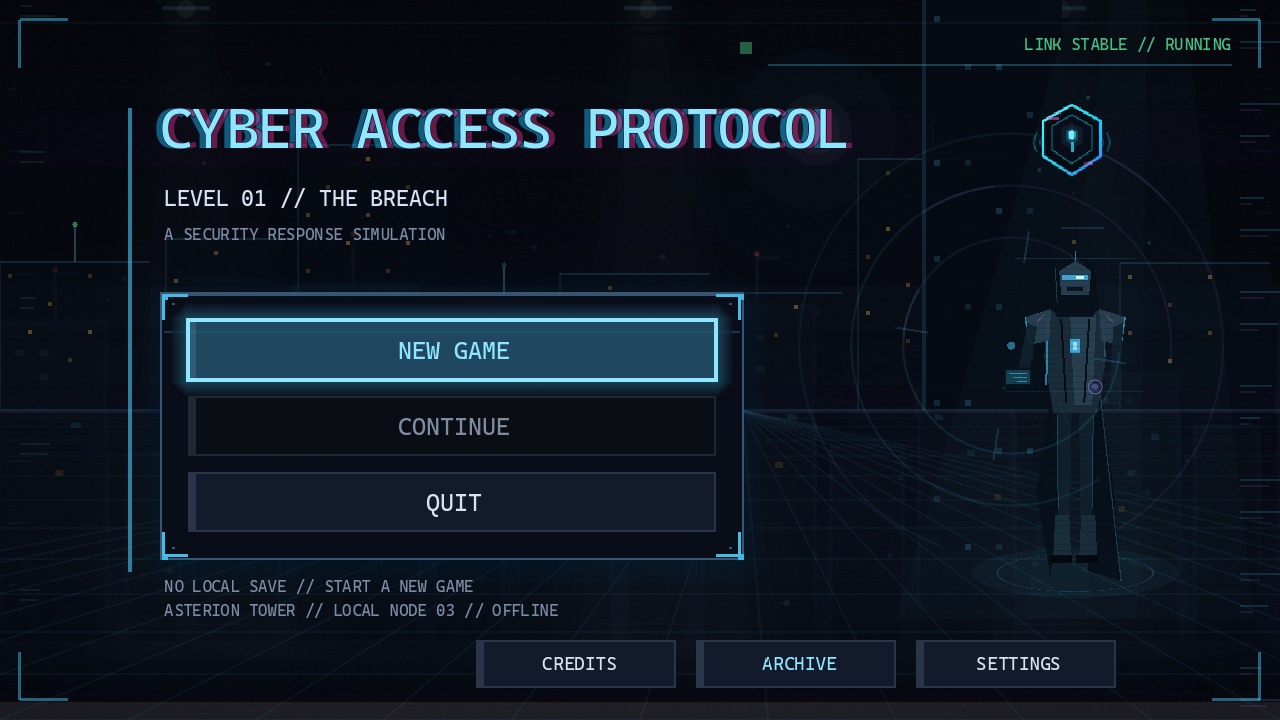 LINK STABLE // RUNNING
CYBER ACCESS PROTOCOL
LEVEL 01 // THE BREACH
A SECURITY RESPONSE SIMULATION
NEW GAME
CONTINUE
QUIT
NO LOCAL SAVE // START A NEW GAME
ASTERION TOWER // LOCAL NODE 03 // OFFLINE
CREDITS
ARCHIVE
SETTINGS